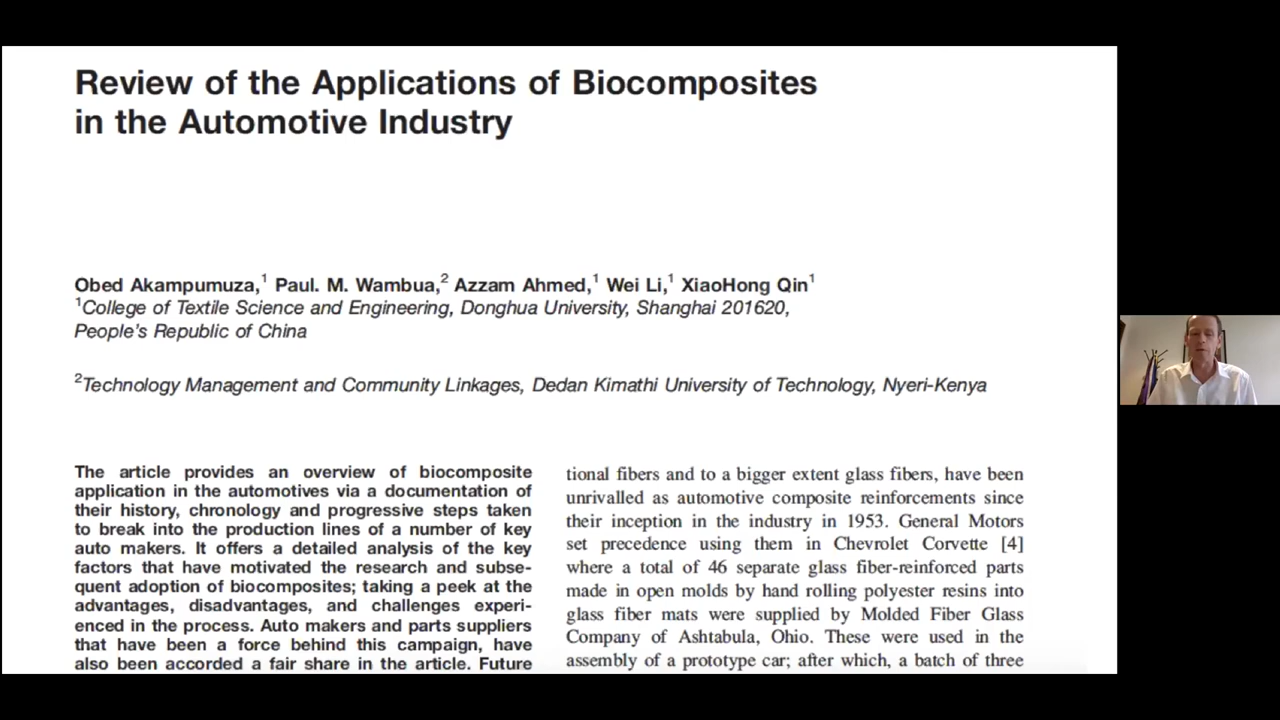 Review of the Applications of Biocomposites
in the Automotive Industry
Obed Akampumuza,1 Paul. M. Wambua,2 Azzam Ahmed,1 Wei Li,1 XiaoHong Qin1
1College of Textile Science and Engineering, Donghua University, Shanghai 201620,
People's Republic of China
2Technology Management and Community Linkages, Dedan Kimathi University of Technology, Nyeri-Kenya
The article provides an overview of biocomposite
application in the automotives via a documentation of
their history, chronology and progressive steps taken
to break into the production lines of a number of key
auto makers. It offers a detailed analysis of the key
factors that have motivated the research and subse-
quent adoption of biocomposites; taking a peek at the
advantages, disadvantages, and challenges experi-
enced in the process. Auto makers and parts suppliers
that have been a force behind this campaign, have
also been accorded a fair share in the article. Future
tional fibers and to a bigger extent glass fibers, have been
unrivalled as automotive composite reinforcements since
their inception in the industry in 1953. General Motors
set precedence using them in Chevrolet Corvette [4]
where a total of 46 separate glass fiber-reinforced parts
made in open molds by hand rolling polyester resins into
glass fiber mats were supplied by Molded Fiber Glass
Company of Ashtabula, Ohio. These were used in the
assembly of a prototype car; after which, a batch of three